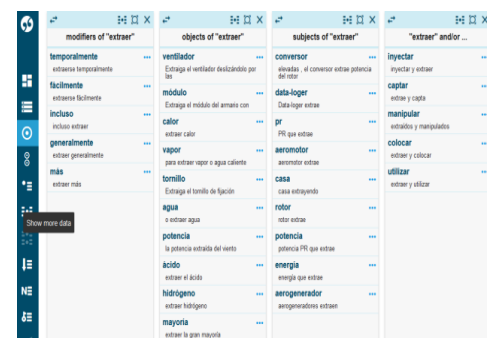 modifiers of "extraer"
temporalmente
extraerse temporalmente
fácilmente
extraerse fácilmente
incluso
incluso extraer
generalmente
extraer generalmente
más
extraer más
objects of "extraer"
ventilador
Extraiga el ventilador deslizándolo por
las
módulo
Extraiga el módulo del armario con
calor
extraer calor
vapor
para extraer vapor o agua caliente
tornillo
Extraiga el tornillo de fijación
agua
o extraer agua
potencia
la potencia extraída del viento
ácido
extraer el ácido
hidrógeno
extraer hidrógeno
mayoría
extraer la gran mayoría
subjects of "extraer"
conversor
elevadas , el conversor extrae potencia
del rotor
data-loger
Data-loger extrae
pr
PR que extrae
aeromotor
aeromotor extrae
casa
casa extrayendo
rotor
rotor extrae
potencia
potencia PR que extrae
energía
energía que extrae
aerogenerador
aerogeneradores extraen
"extraer" and/or ...
inyectar
inyectar y extraer
captar
extrae y capta
manipular
extraídos y manipulados
colocar
extraer y colocar
utilizar
extraer y utilizar
Show more data
N